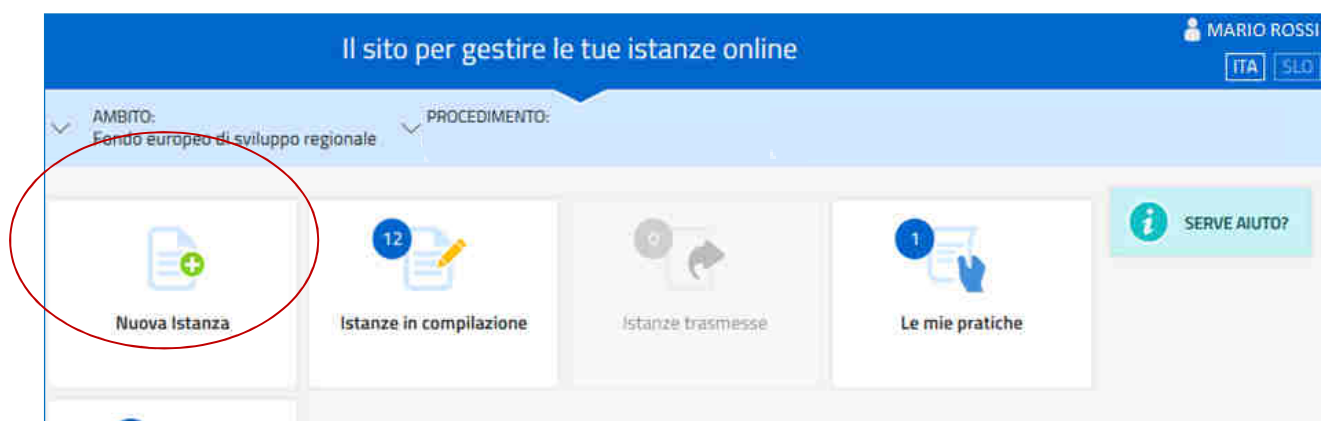 Il sito per gestire le tue istanze online
MARIO ROSSI
ITA SLO
AMBITO:
Fondo europeo di sviluppo regionale
PROCEDIMENTO:
i SERVE AIUTO?
12
0
1
Nuova Istanza
Istanze in compilazione
Istanze trasmesse
Le mie pratiche